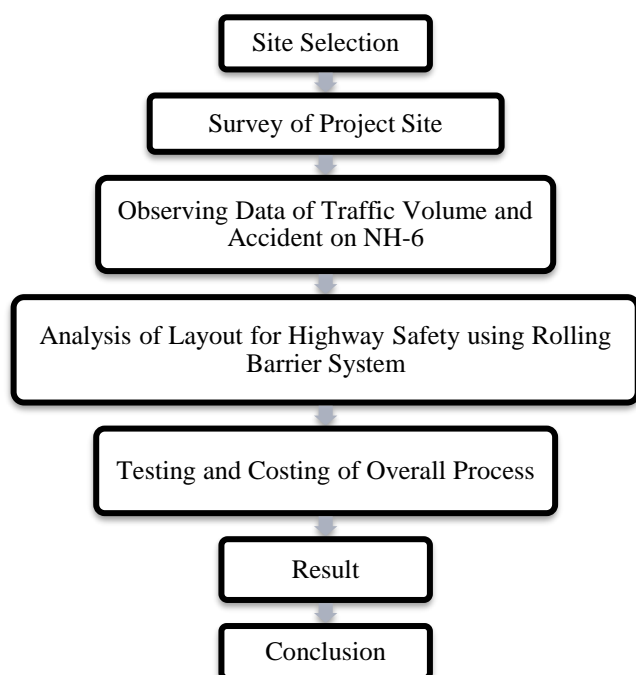 Site Selection
Survey of Project Site
Observing Data of Traffic Volume and
Accident on NH-6
Analysis of Layout for Highway Safety using Rolling
Barrier System
Testing and Costing of Overall Process
Result
Conclusion